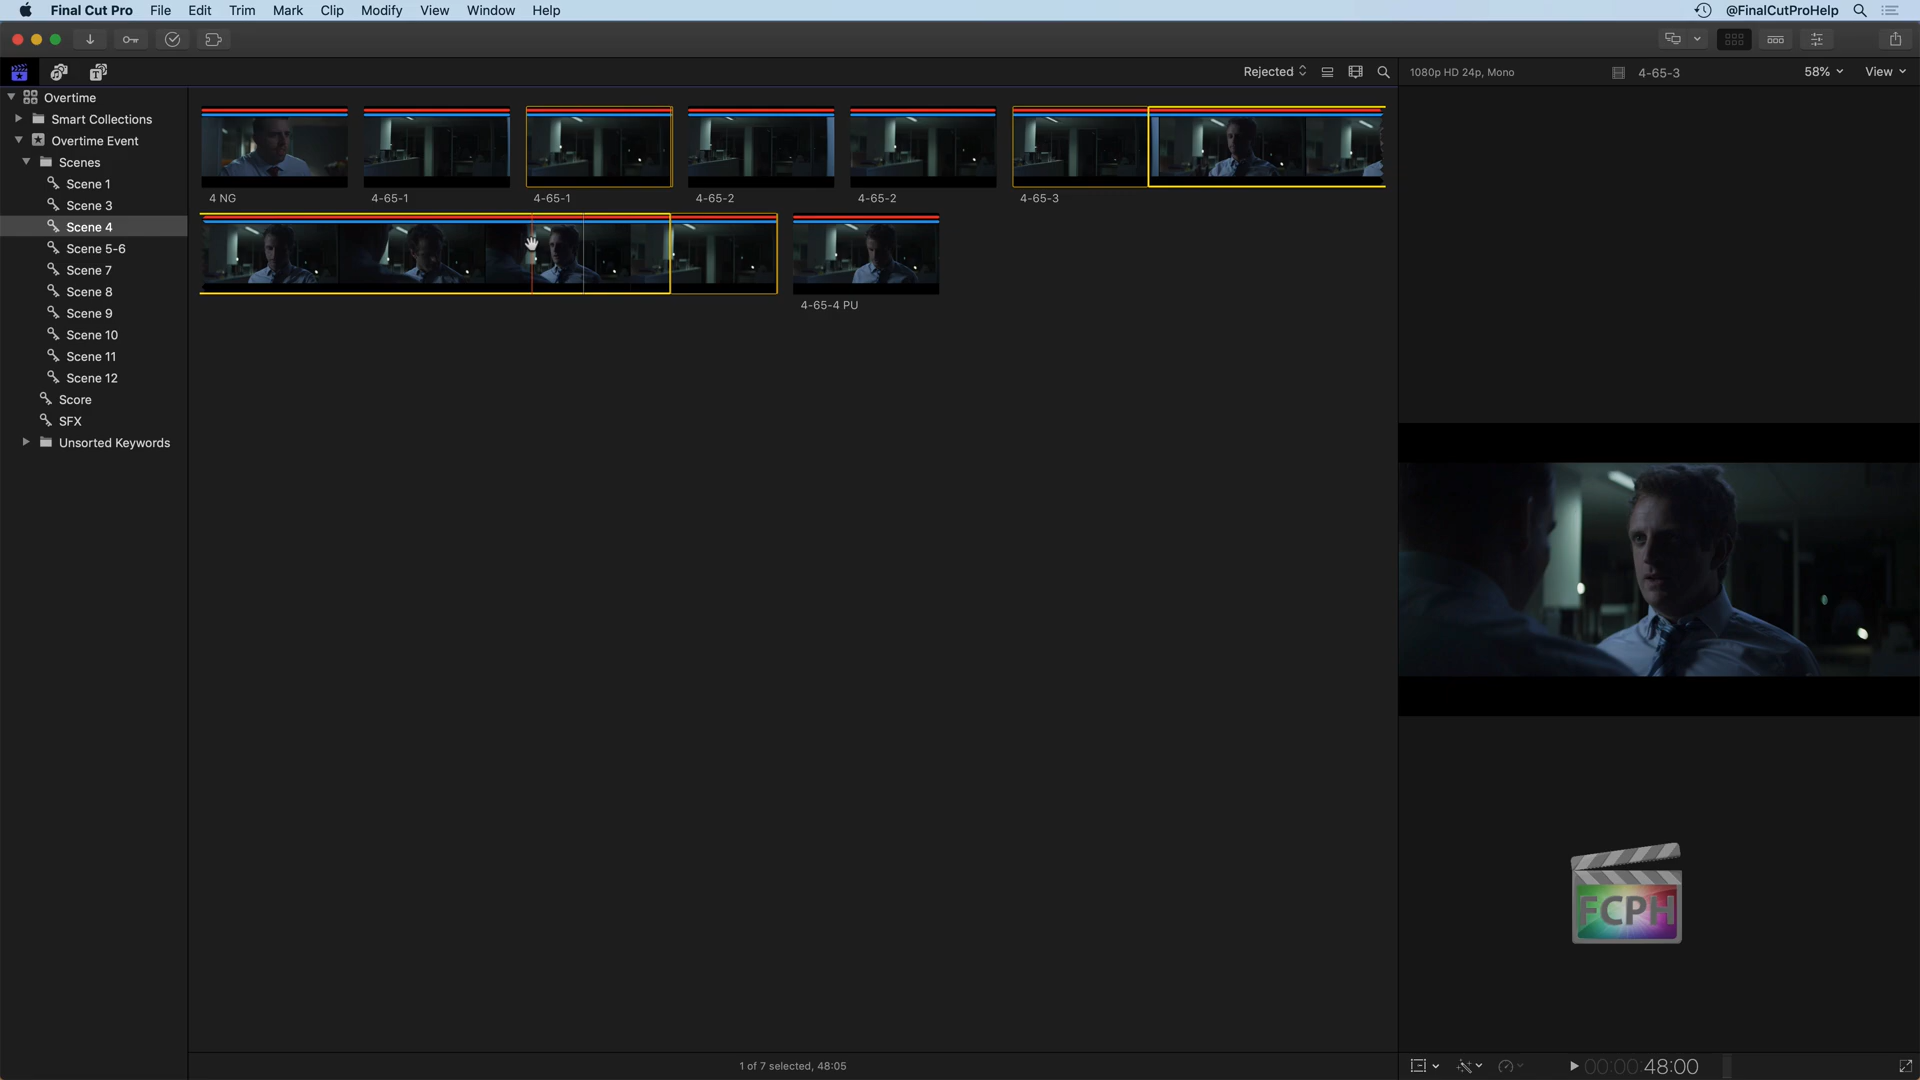 Final Cut Pro File Edit Trim Mark Clip Modify View Window Help @FinalCutProHelp
Rejected 1080p HD 24p, Mono 4-65-3 58% View
Overtime
Smart Collections
Overtime Event
Scenes
Scene 1
Scene 3
Scene 4
Scene 5-6
Scene 7
Scene 8
Scene 9
Scene 10
Scene 11
Scene 12
Score
SFX
Unsorted Keywords
4 NG 4-65-1 4-65-1 4-65-2 4-65-2 4-65-3
4-65-4 PU
FCPH
1 of 7 selected, 48:05
00:00:48:00